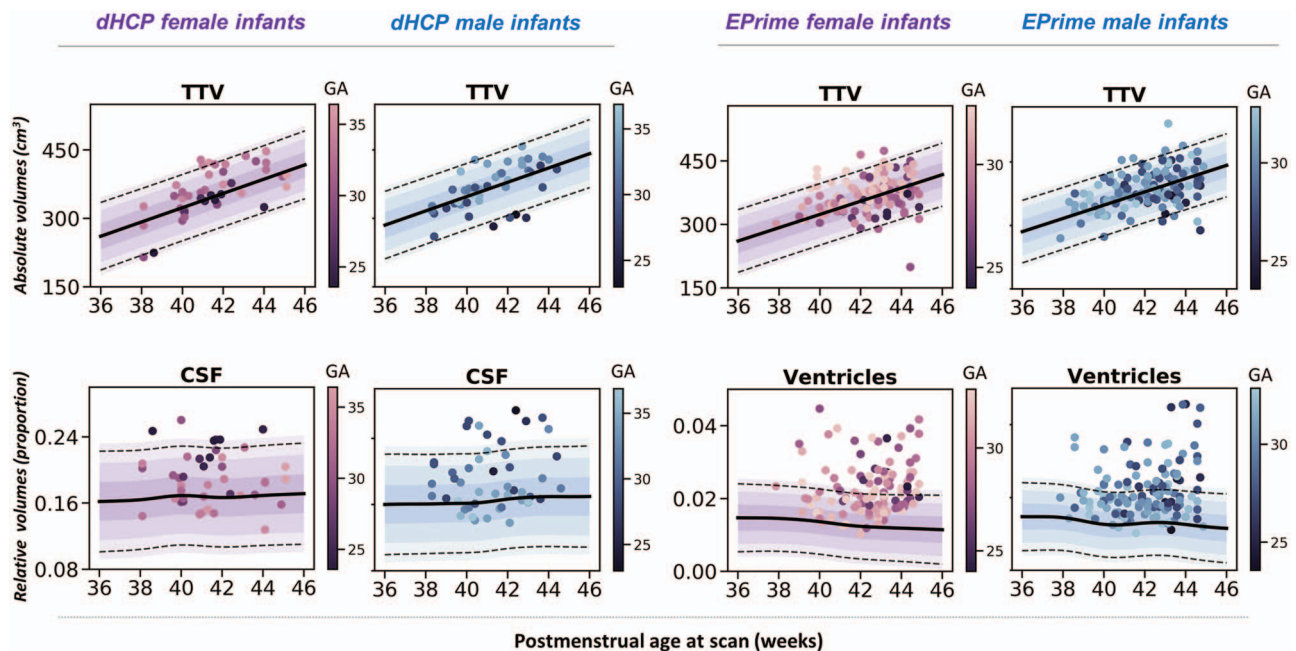 dHCP female infants
dHCP male infants
EPrime female infants
EPrime male infants
Absolute volumes (cm³)
TTV
GA
TTV
GA
TTV
GA
TTV
GA
450
300
150
36 38 40 42 44 46
35
30
25
36 38 40 42 44 46
35
30
25
450
300
150
36 38 40 42 44 46
30
25
36 38 40 42 44 46
30
25
Relative volumes (proportion)
CSF
GA
CSF
GA
Ventricles
GA
Ventricles
GA
0.24
0.16
0.08
36 38 40 42 44 46
35
30
25
36 38 40 42 44 46
35
30
25
0.04
0.02
0.00
36 38 40 42 44 46
30
25
36 38 40 42 44 46
30
25
Postmenstrual age at scan (weeks)